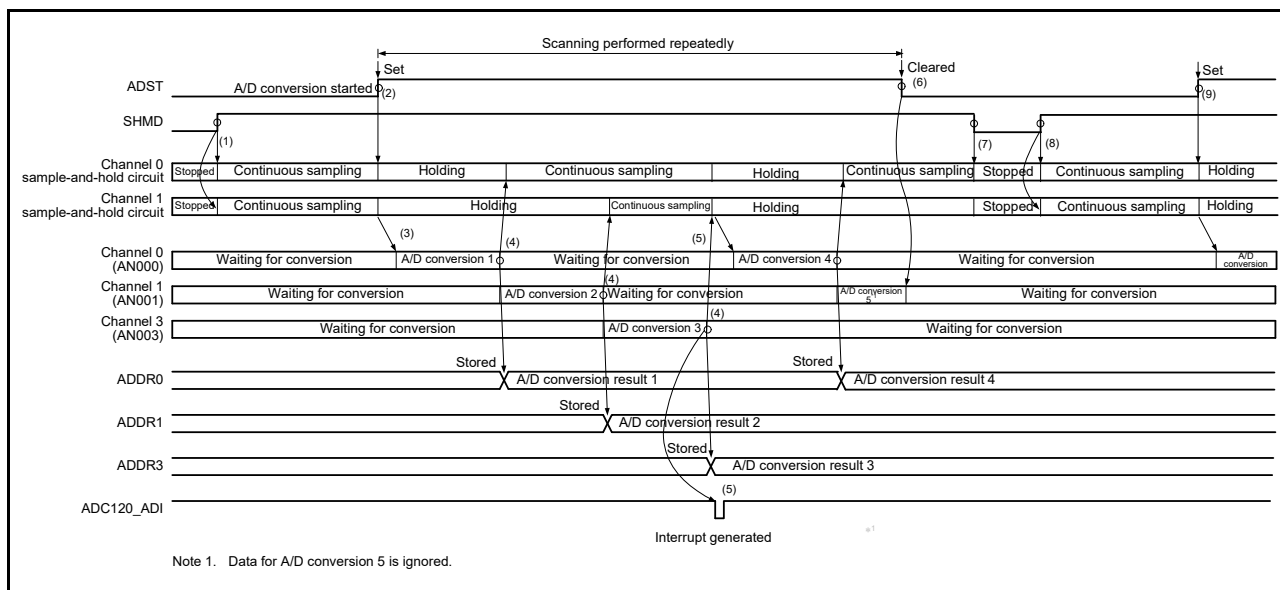 Scanning performed repeatedly
Set
Cleared
Set
ADST
A/D conversion started
(2)
(6)
(9)
SHMD
(1)
(7)
(8)
Channel 0
sample-and-hold circuit
Stopped
Continuous sampling
Holding
Continuous sampling
Holding
Continuous sampling
Stopped
Continuous sampling
Holding
Channel 1
sample-and-hold circuit
Stopped
Continuous sampling
Holding
Continuous sampling
Holding
Stopped
Continuous sampling
Holding
(3)
(4)
(5)
Channel 0
(AN000)
Waiting for conversion
A/D conversion 1
Waiting for conversion
A/D conversion 4
Waiting for conversion
A/D
conversion
(4)
Channel 1
(AN001)
Waiting for conversion
A/D conversion 2
Waiting for conversion
A/D conversion
5
Waiting for conversion
(4)
Channel 3
(AN003)
Waiting for conversion
A/D conversion 3
Waiting for conversion
Stored
Stored
ADDR0
A/D conversion result 1
A/D conversion result 4
Stored
ADDR1
A/D conversion result 2
Stored
ADDR3
A/D conversion result 3
(5)
ADC120_ADI
Interrupt generated
*1
Note 1. Data for A/D conversion 5 is ignored.